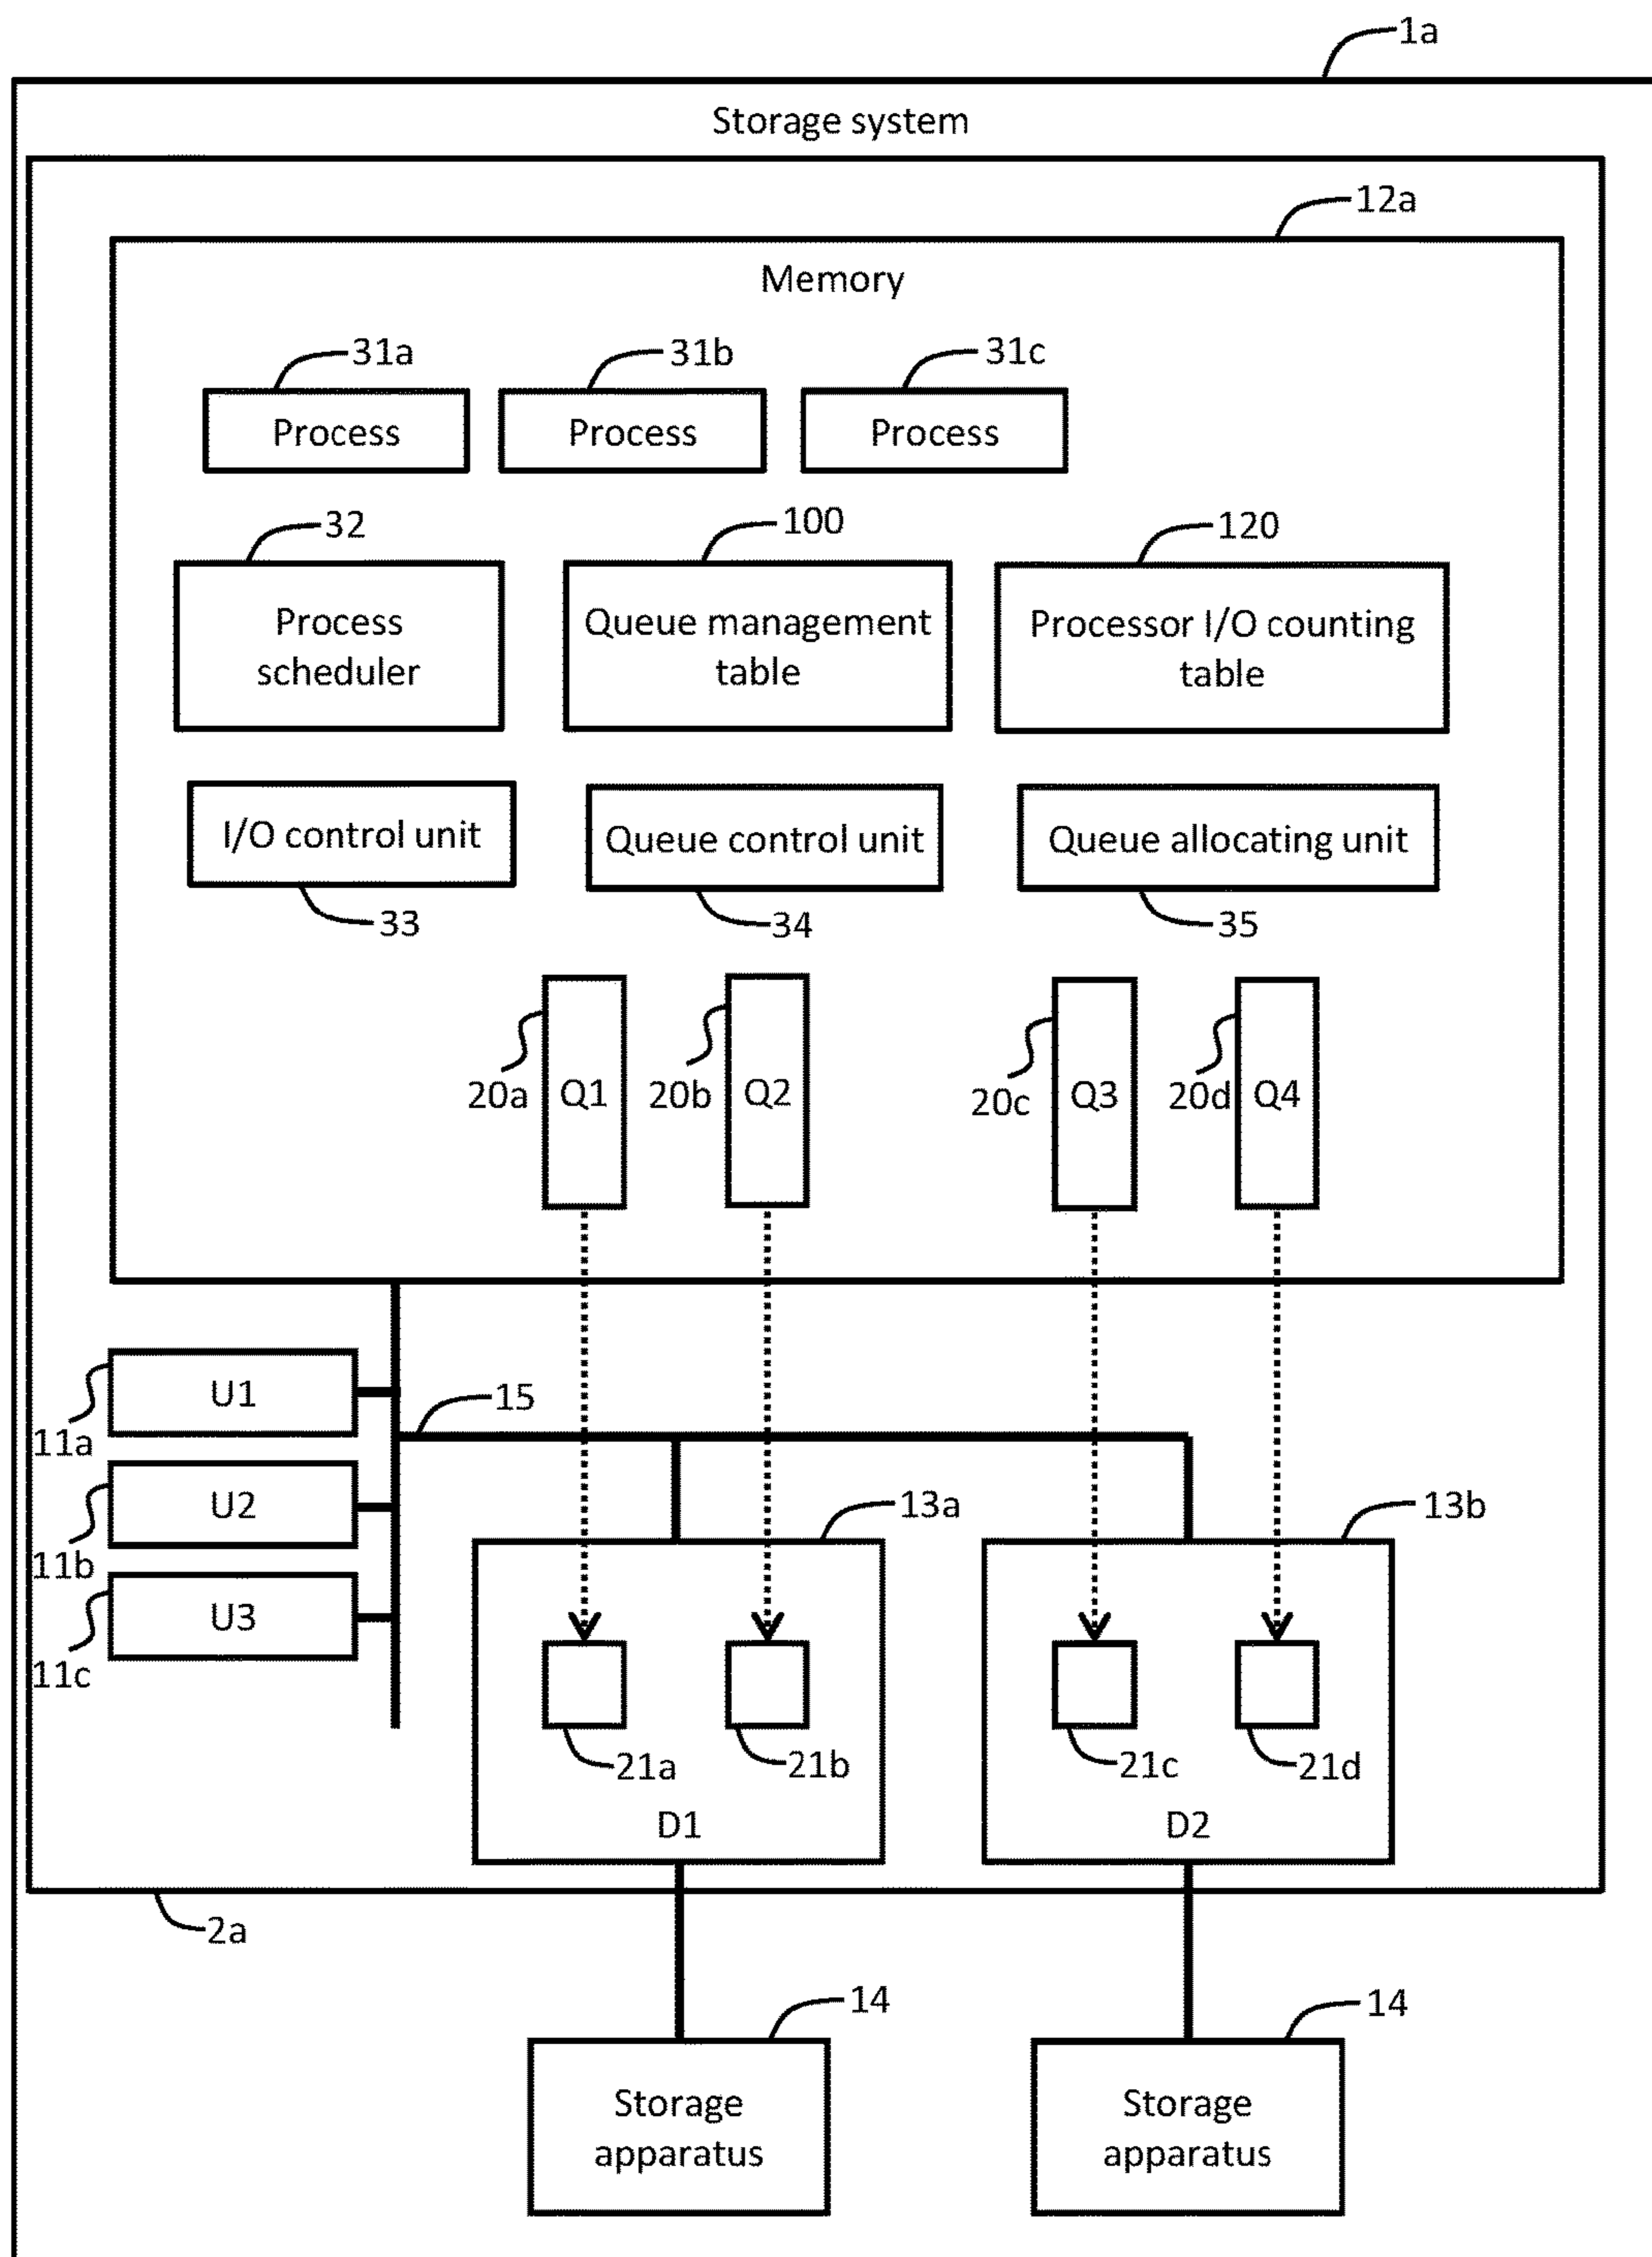 1a
Storage system
12a
Memory
31a
31b
31c
Process
Process
Process
32
100
120
Process
scheduler
Queue management
table
Processor I/O counting
table
I/O control unit
Queue control unit
Queue allocating unit
33
34
35
20a
Q1
20b
Q2
20c
Q3
20d
Q4
U1
11a
15
U2
11b
13a
13b
U3
11c
21a
21b
21c
21d
D1
D2
2a
14
14
Storage
apparatus
Storage
apparatus